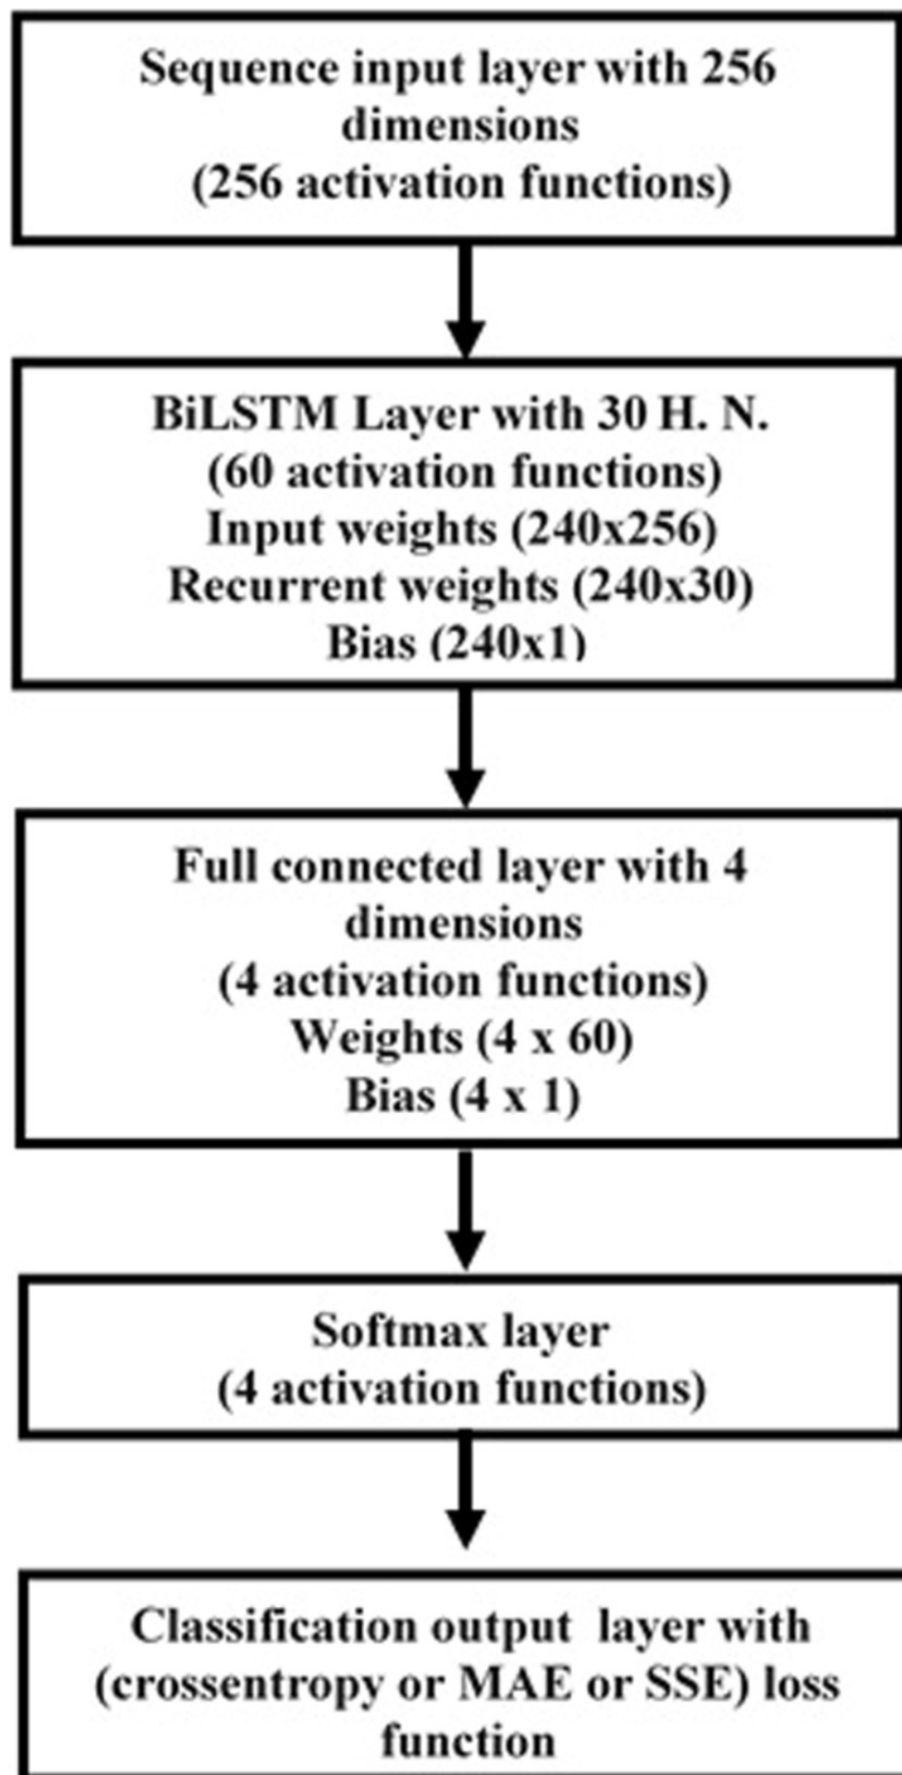 Sequence input layer with 256
dimensions
(256 activation functions)
BiLSTM Layer with 30 H. N.
(60 activation functions)
Input weights (240x256)
Recurrent weights (240x30)
Bias (240x1)
Full connected layer with 4
dimensions
(4 activation functions)
Weights (4 x 60)
Bias (4 x 1)
Softmax layer
(4 activation functions)
Classification output layer with
(crossentropy or MAE or SSE) loss
function